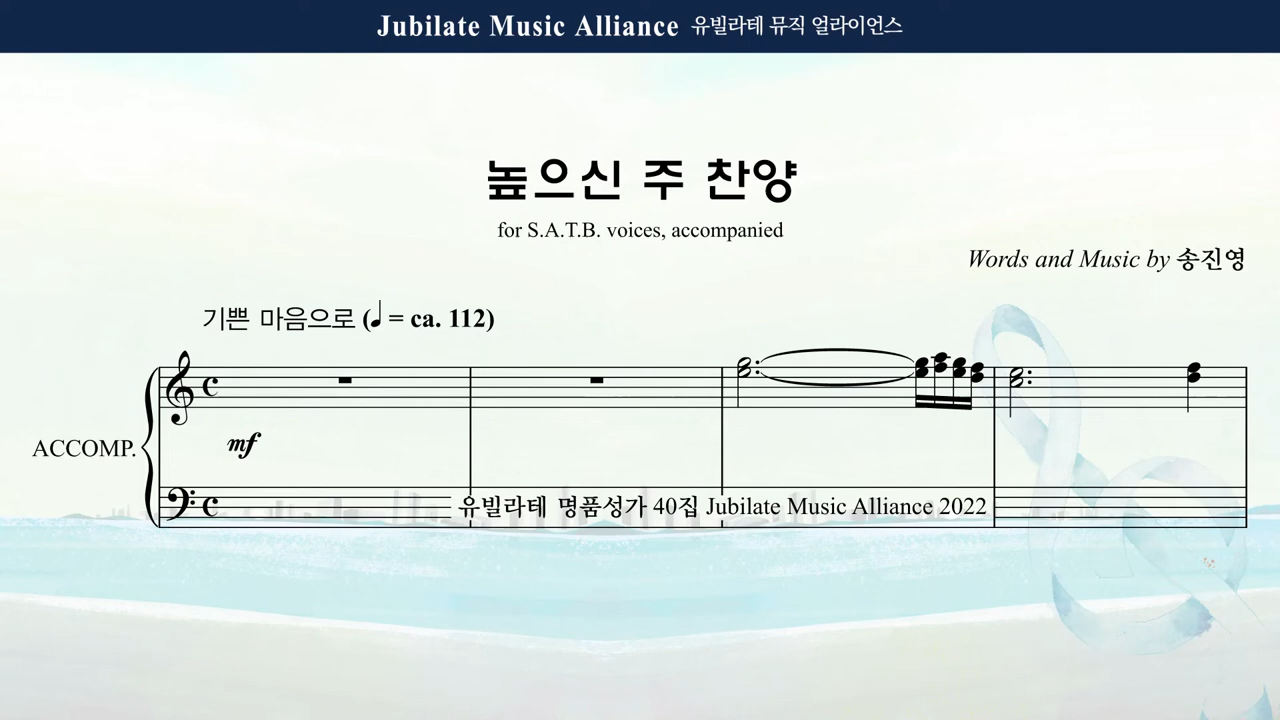 Jubilate Music Alliance 유빌라테 뮤직 얼라이언스
높으신 주 찬양
for S.A.T.B. voices, accompanied
Words and Music by 송진영
기쁜 마음으로 (♩ = ca. 112)
mf
ACCOMP.
유빌라테 명품성가 40집 Jubilate Music Alliance 2022